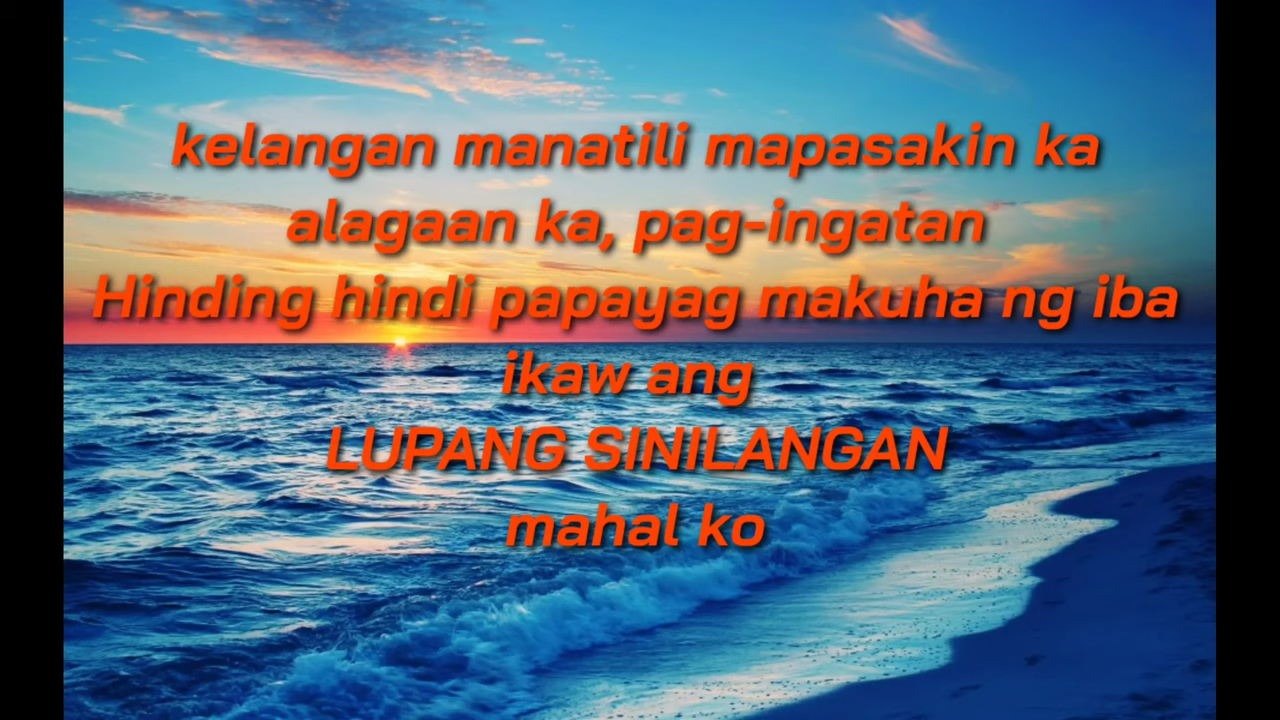 kelangan manatili mapasakin ka
alagaan ka, pag-ingatan
Hinding hindi papayag makuha ng iba
ikaw ang
LUPANG SINILANGAN
mahal ko